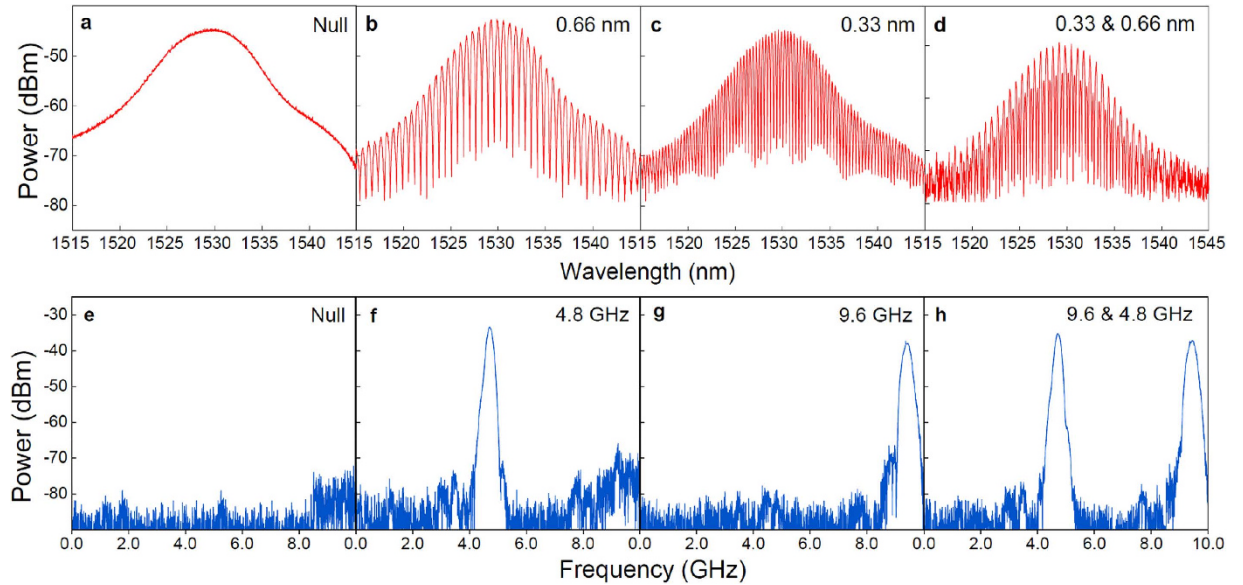 a Null b 0.66 nm c 0.33 nm d 0.33 & 0.66 nm
Power (dBm)
-50
-60
-70
-80
1515 1520 1525 1530 1535 1540 1515 1520 1525 1530 1535 1540 1515 1520 1525 1530 1535 1540 1515 1520 1525 1530 1535 1540 1545
Wavelength (nm)
e Null f 4.8 GHz g 9.6 GHz h 9.6 & 4.8 GHz
Power (dBm)
-30
-40
-50
-60
-70
-80
0.0 2.0 4.0 6.0 8.0 0.0 2.0 4.0 6.0 8.0 0.0 2.0 4.0 6.0 8.0 0.0 2.0 4.0 6.0 8.0 10.0
Frequency (GHz)